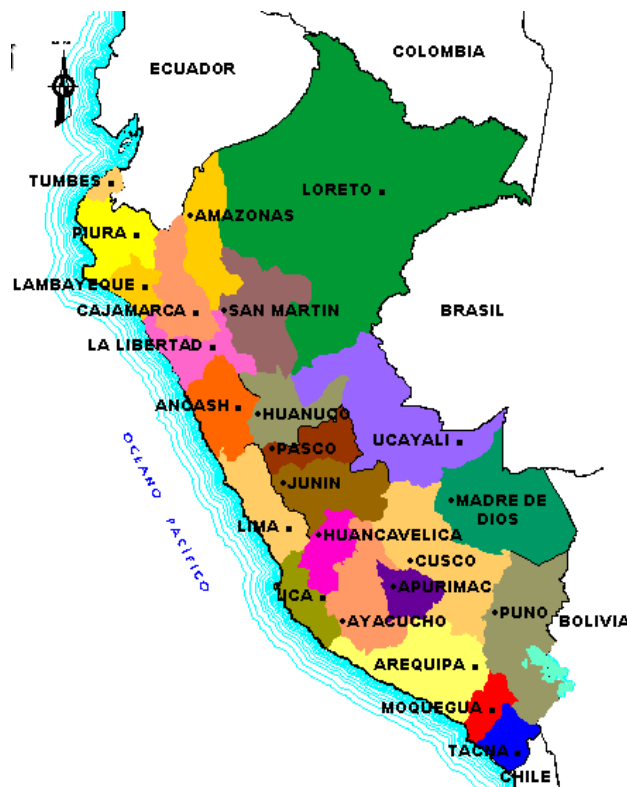 COLOMBIA
ECUADOR
TUMBES
LORETO
AMAZONAS
PIURA
LAMBAYEQUE
CAJAMARCA
SAN MARTIN
BRASIL
LA LIBERTAD
ANCASH
HUANUCO
UCAYALI
PASCO
JUNIN
MADRE DE
DIOS
LIMA
HUANCAVELICA
CUSCO
OCEANO PACÍFICO
APURIMAC
ICA
AYACUCHO
PUNO
BOLIVIA
AREQUIPA
MOQUEGUA
TACNA
CHILE